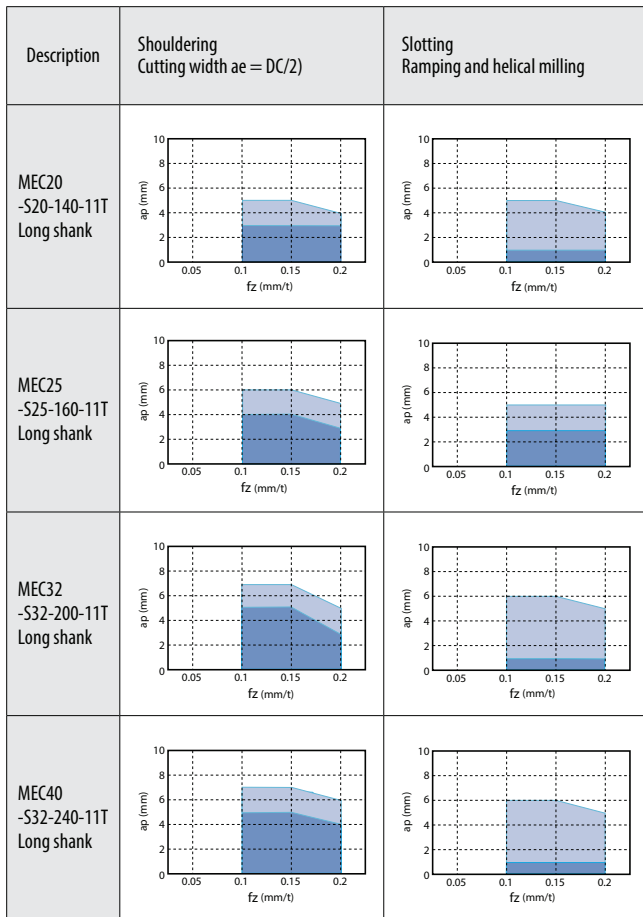 Description
Shouldering
Cutting width ae = DC/2)
Slotting
Ramping and helical milling
MEC20
-S20-140-11T
Long shank
ap (mm)
10
8
6
4
2
0
0.05 0.1 0.15 0.2
fz (mm/t)
ap (mm)
10
8
6
4
2
0
0.05 0.1 0.15 0.2
fz (mm/t)
MEC25
-S25-160-11T
Long shank
ap (mm)
10
8
6
4
2
0
0.05 0.1 0.15 0.2
fz (mm/t)
ap (mm)
10
8
6
4
2
0
0.05 0.1 0.15 0.2
fz (mm/t)
MEC32
-S32-200-11T
Long shank
ap (mm)
10
8
6
4
2
0
0.05 0.1 0.15 0.2
fz (mm/t)
ap (mm)
10
8
6
4
2
0
0.05 0.1 0.15 0.2
fz (mm/t)
MEC40
-S32-240-11T
Long shank
ap (mm)
10
8
6
4
2
0
0.05 0.1 0.15 0.2
fz (mm/t)
ap (mm)
10
8
6
4
2
0
0.05 0.1 0.15 0.2
fz (mm/t)